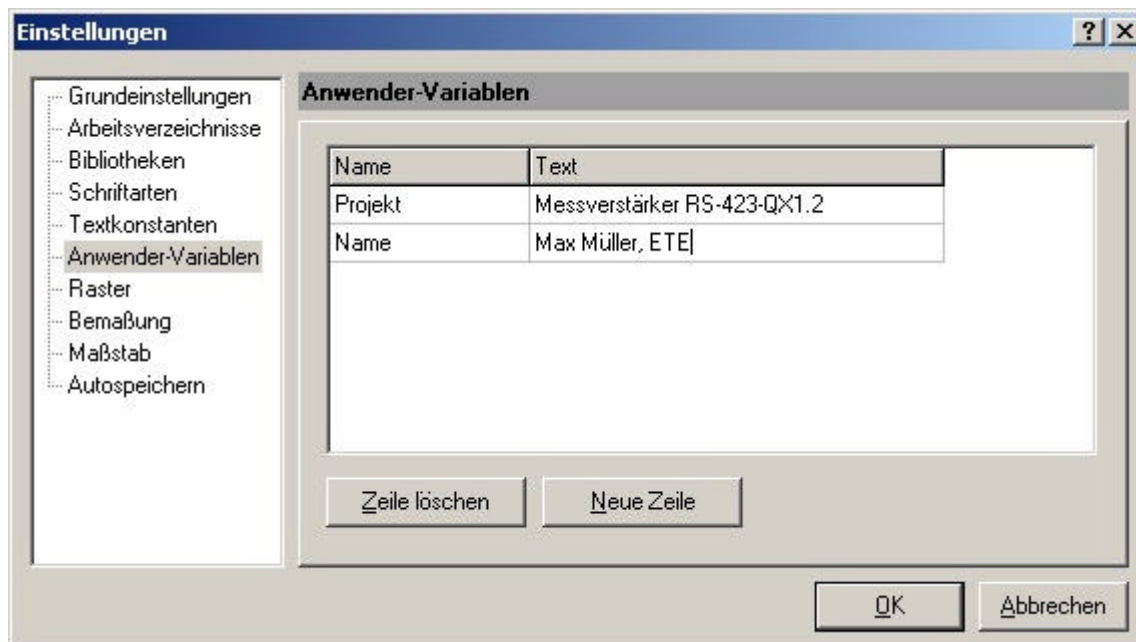 Einstellungen
Grundeinstellungen
Arbeitsverzeichnisse
Bibliotheken
Schriftarten
Textkonstanten
Anwender-Variablen
Raster
Bemaßung
Maßstab
Autospeichern
Anwender-Variablen
Name Text
Projekt Messverstärker RS-423-QX1.2
Name Max Müller, ETE
Zeile löschen Neue Zeile
OK Abbrechen